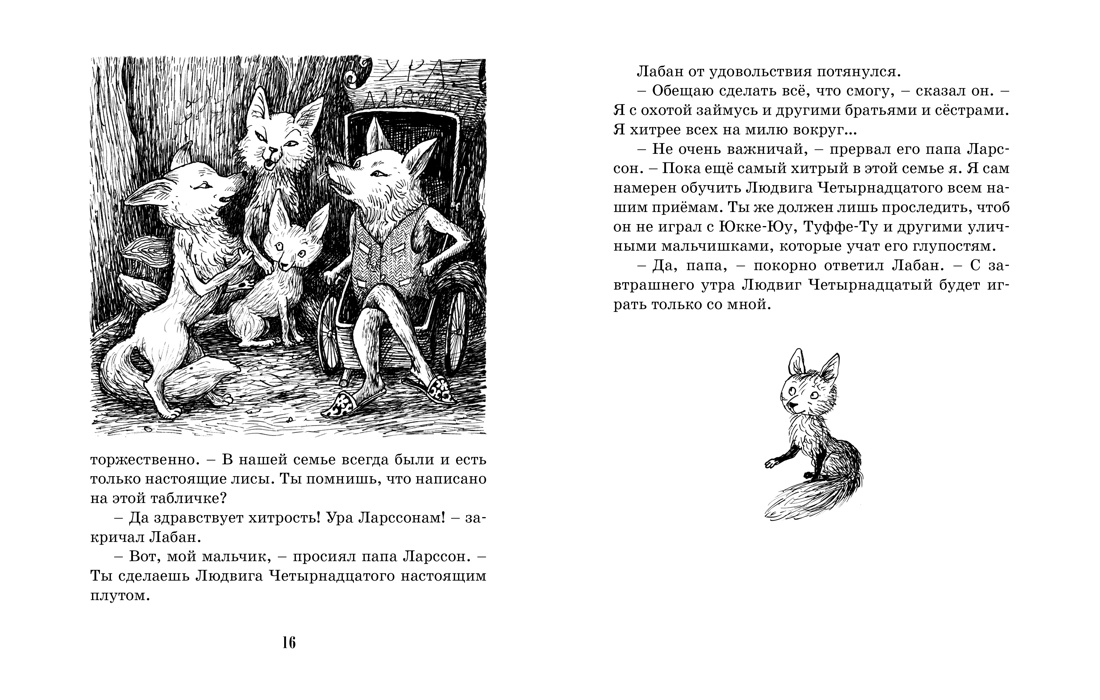 УРА!
ЛАРССОНАМ!
торжественно. – В нашей семье всегда были и есть
только настоящие лисы. Ты помнишь, что написано
на этой табличке?
– Да здравствует хитрость! Ура Ларссонам! – за-
кричал Лабан.
– Вот, мой мальчик, – просиял папа Ларссон. –
Ты сделаешь Людвига Четырнадцатого настоящим
плутом.
16
Лабан от удовольствия потянулся.
– Обещаю сделать всё, что смогу, – сказал он. –
Я с охотой займусь и другими братьями и сёстрами.
Я хитрее всех на милю вокруг...
– Не очень важничай, – прервал его папа Ларс-
сон. – Пока ещё самый хитрый в этой семье я. Я сам
намерен обучить Людвига Четырнадцатого всем на-
шим приёмам. Ты же должен лишь проследить, чтоб
он не играл с Юкке-Юу, Туффе-Ту и другими улич-
ными мальчишками, которые учат его глупостям.
– Да, папа, – покорно ответил Лабан. – С за-
втрашнего утра Людвиг Четырнадцатый будет иг-
рать только со мной.